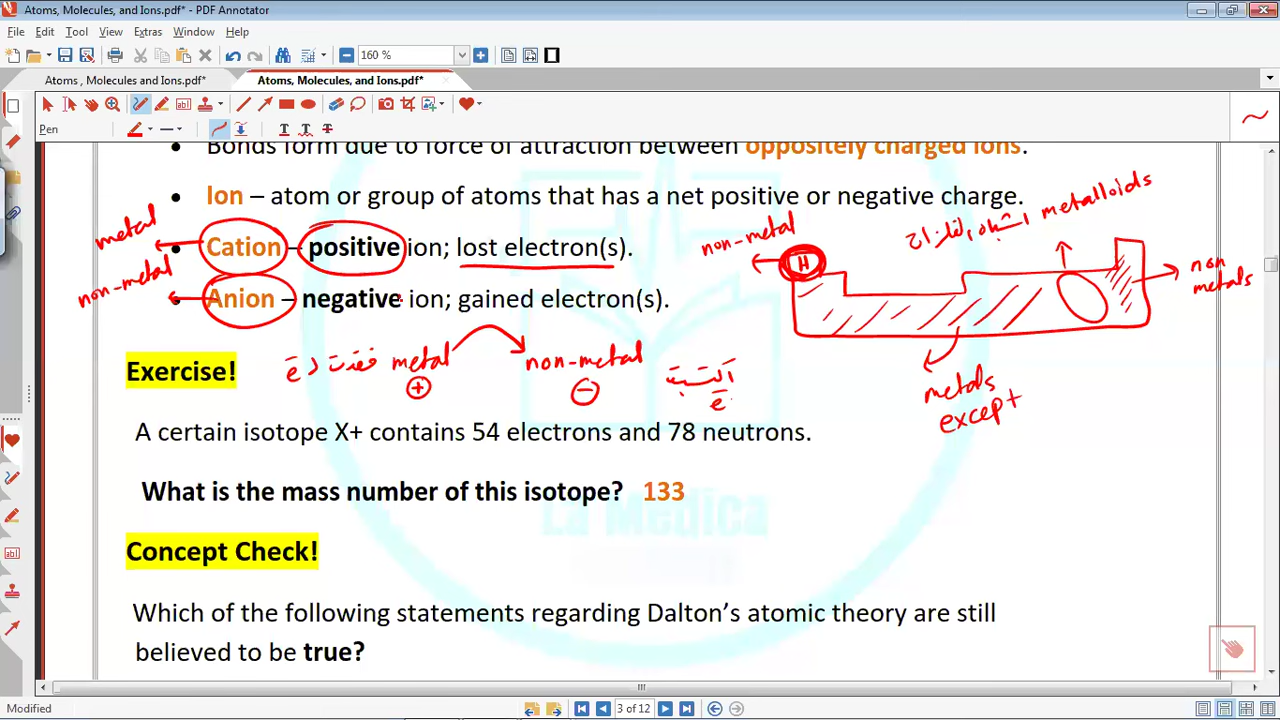 Atoms, Molecules, and Ions.pdf* - PDF Annotator
File Edit Tool View Extras Window Help
160 %
Atoms , Molecules and Ions.pdf* Atoms, Molecules, and Ions.pdf*
Pen
Bonds form due to force of attraction between oppositely charged ions.
• Ion – atom or group of atoms that has a net positive or negative charge.
metalloids
metal
• Cation – positive ion; lost electron(s).
non-metal
H
non-metal
• Anion – negative ion; gained electron(s).
non metals
Exercise!
e metal non-metal
+ − e
metals
except
A certain isotope X+ contains 54 electrons and 78 neutrons.
What is the mass number of this isotope? 133
La Medica
Concept Check!
Which of the following statements regarding Dalton’s atomic theory are still
believed to be true?
Modified 3 of 12